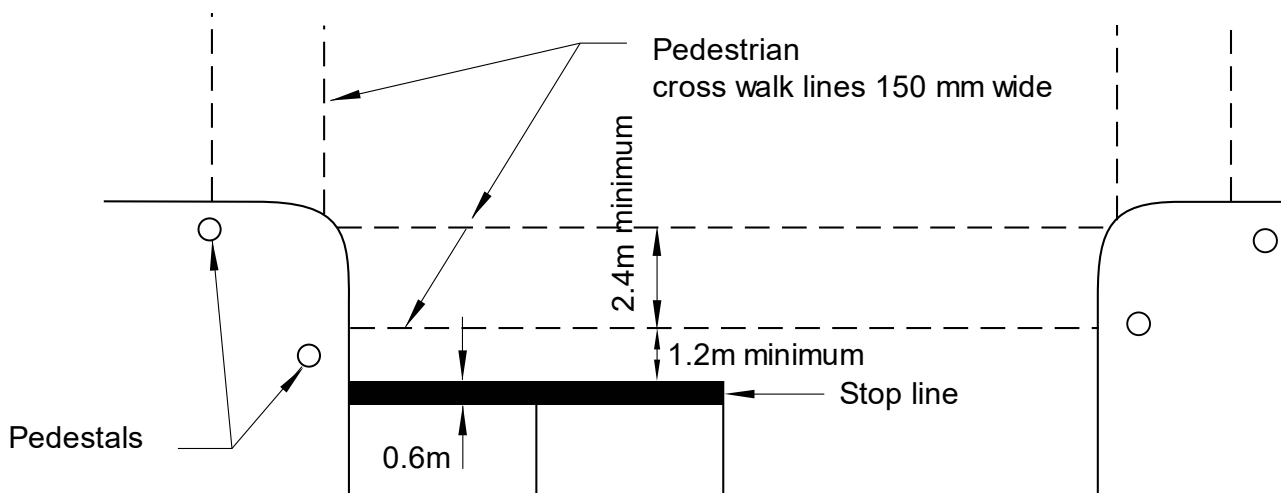 Pedestrian
cross walk lines 150 mm wide
2.4m minimum
1.2m minimum
Stop line
Pedestals
0.6m